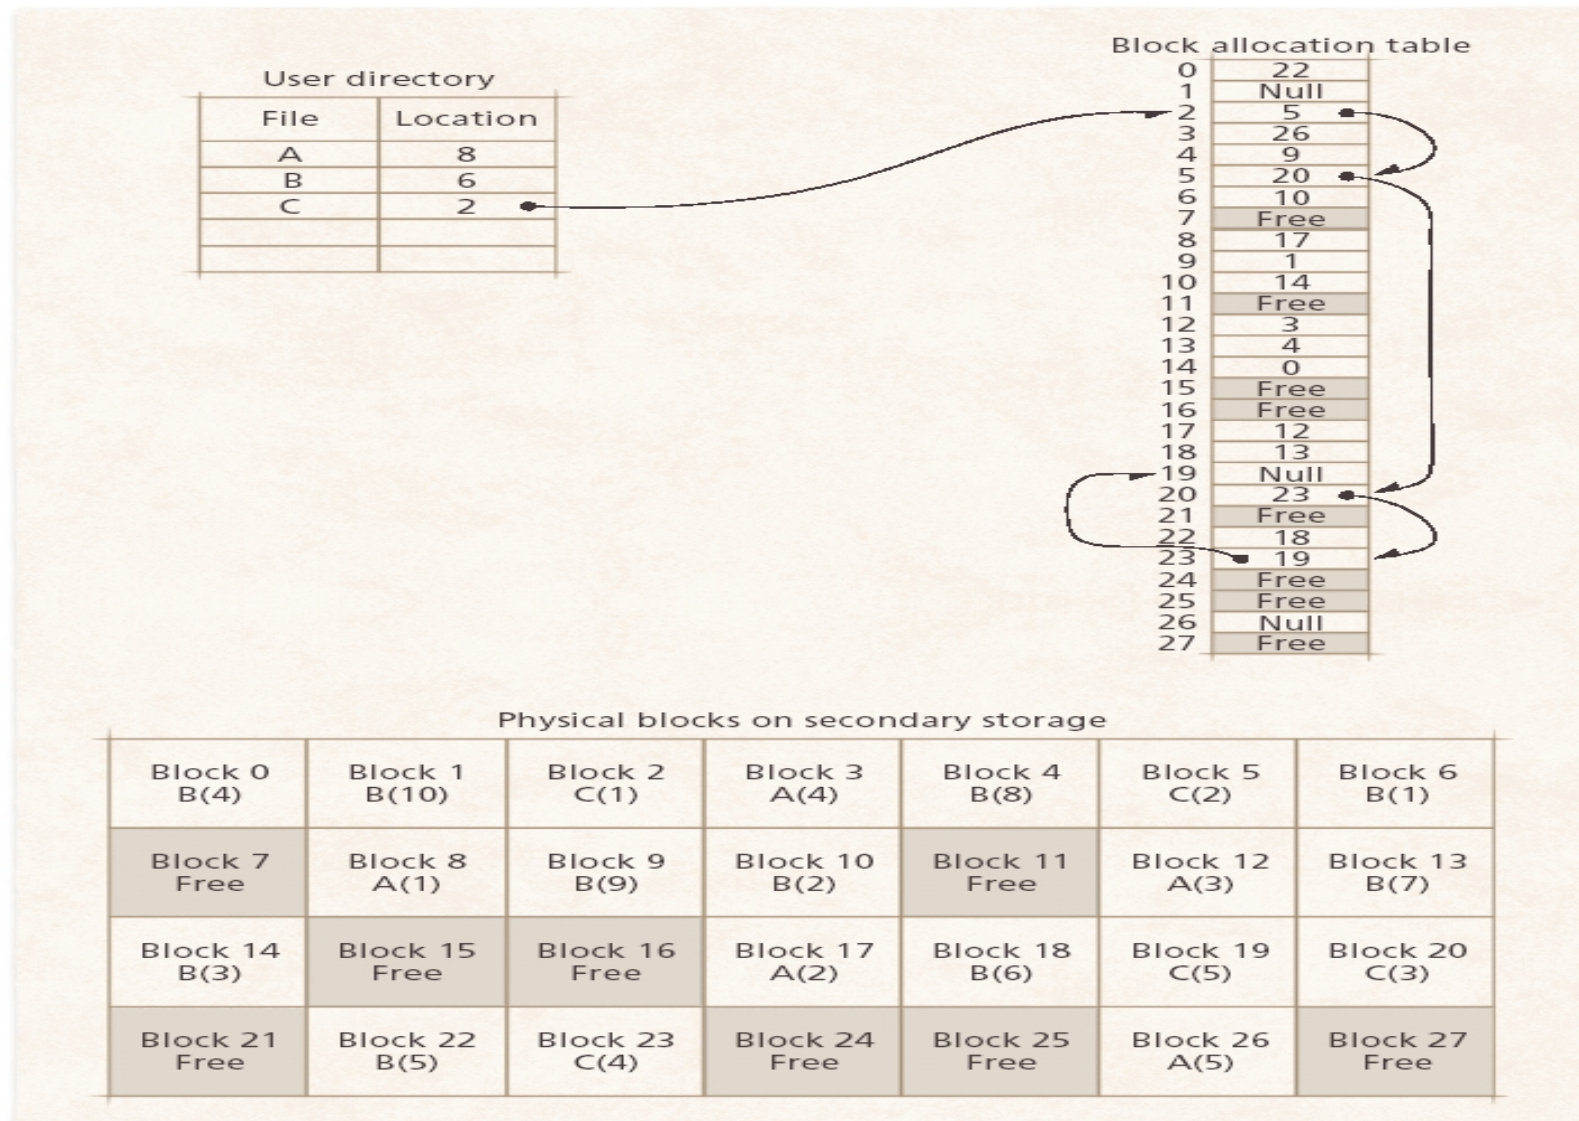 User directory
File Location
A 8
B 6
C 2
Block allocation table
0 22
1 Null
2 5
3 26
4 9
5 20
6 10
7 Free
8 17
9 1
10 14
11 Free
12 3
13 4
14 0
15 Free
16 Free
17 12
18 13
19 Null
20 23
21 Free
22 18
23 19
24 Free
25 Free
26 Null
27 Free
Physical blocks on secondary storage
Block 0 Block 1 Block 2 Block 3 Block 4 Block 5 Block 6
B(4) B(10) C(1) A(4) B(8) C(2) B(1)
Block 7 Block 8 Block 9 Block 10 Block 11 Block 12 Block 13
Free A(1) B(9) B(2) Free A(3) B(7)
Block 14 Block 15 Block 16 Block 17 Block 18 Block 19 Block 20
B(3) Free Free A(2) B(6) C(5) C(3)
Block 21 Block 22 Block 23 Block 24 Block 25 Block 26 Block 27
Free B(5) C(4) Free Free A(5) Free